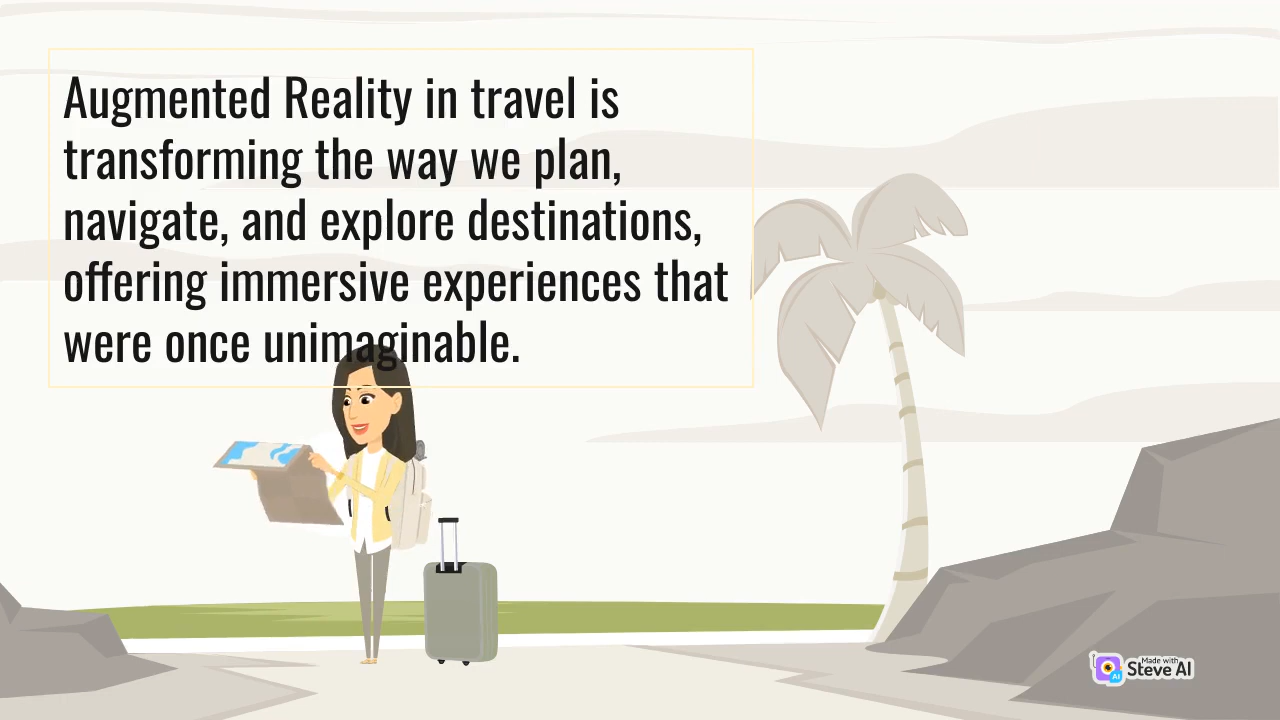 Augmented Reality in travel is
transforming the way we plan,
navigate, and explore destinations,
offering immersive experiences that
were once unimaginable.
Made with
Steve AI
AI